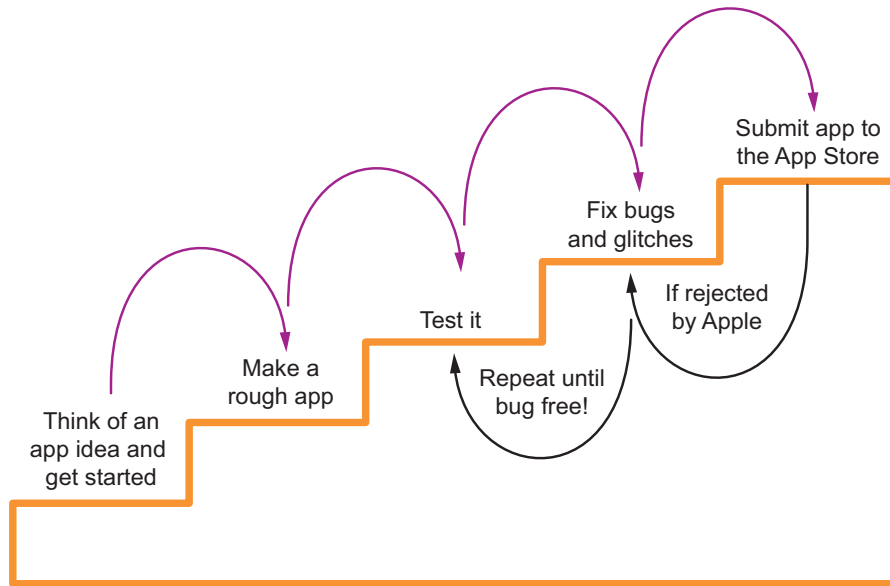 Think of an
app idea and
get started
Make a
rough app
Test it
Fix bugs
and glitches
Submit app to
the App Store
Repeat until
bug free!
If rejected
by Apple